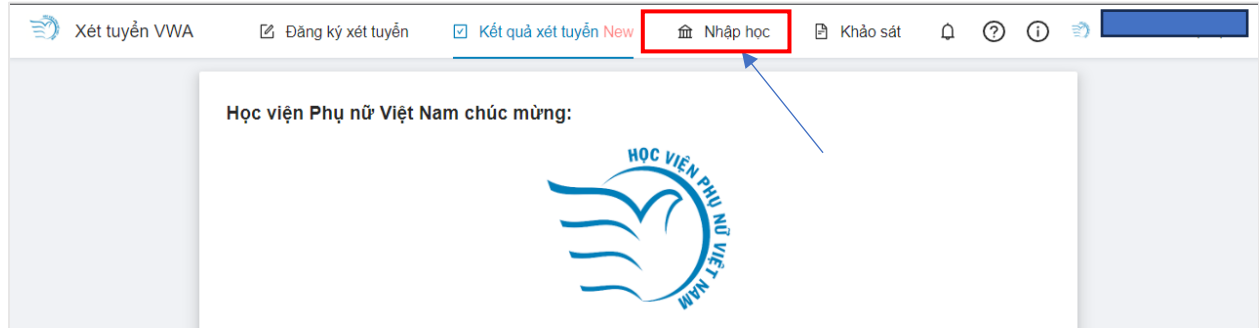 Xét tuyển VWA Đăng ký xét tuyển Kết quả xét tuyển New Nhập học Khảo sát
Học viện Phụ nữ Việt Nam chúc mừng:
HỌC VIỆN PHỤ NỮ VIỆT NAM